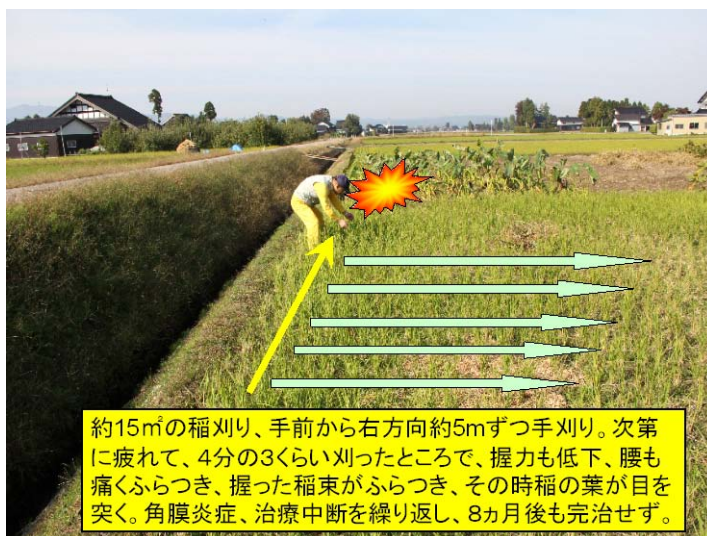 約15㎡の稲刈り、手前から右方向約5mずつ手刈り。次第
に疲れて、4分の3くらい刈ったところで、握力も低下、腰も
痛くふらつき、握った稲束がふらつき、その時稲の葉が目を
突く。角膜炎症、治療中断を繰り返し、8ヵ月後も完治せず。